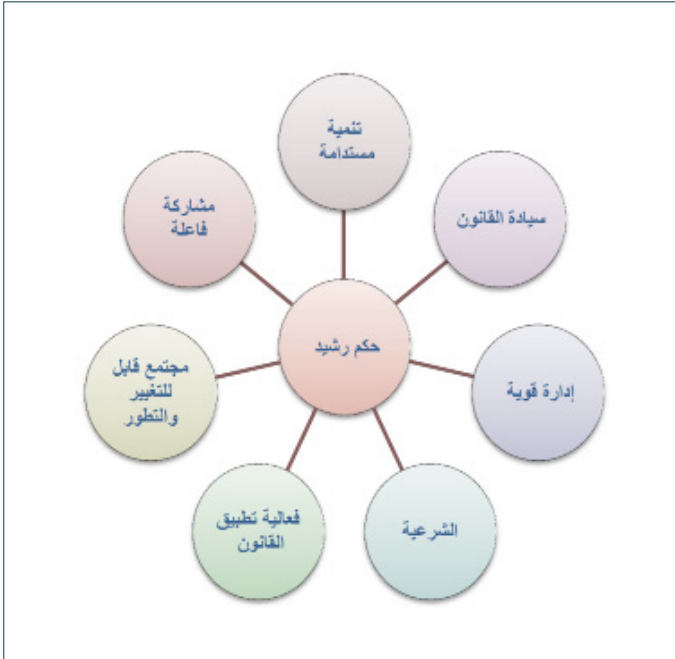 تنمية
مستدامة
سيادة القانون
إدارة قوية
الشرعية
فعالية تطبيق
القانون
مجتمع قابل
للتغيير
والتطور
مشاركة
فاعلة
حكم رشيد